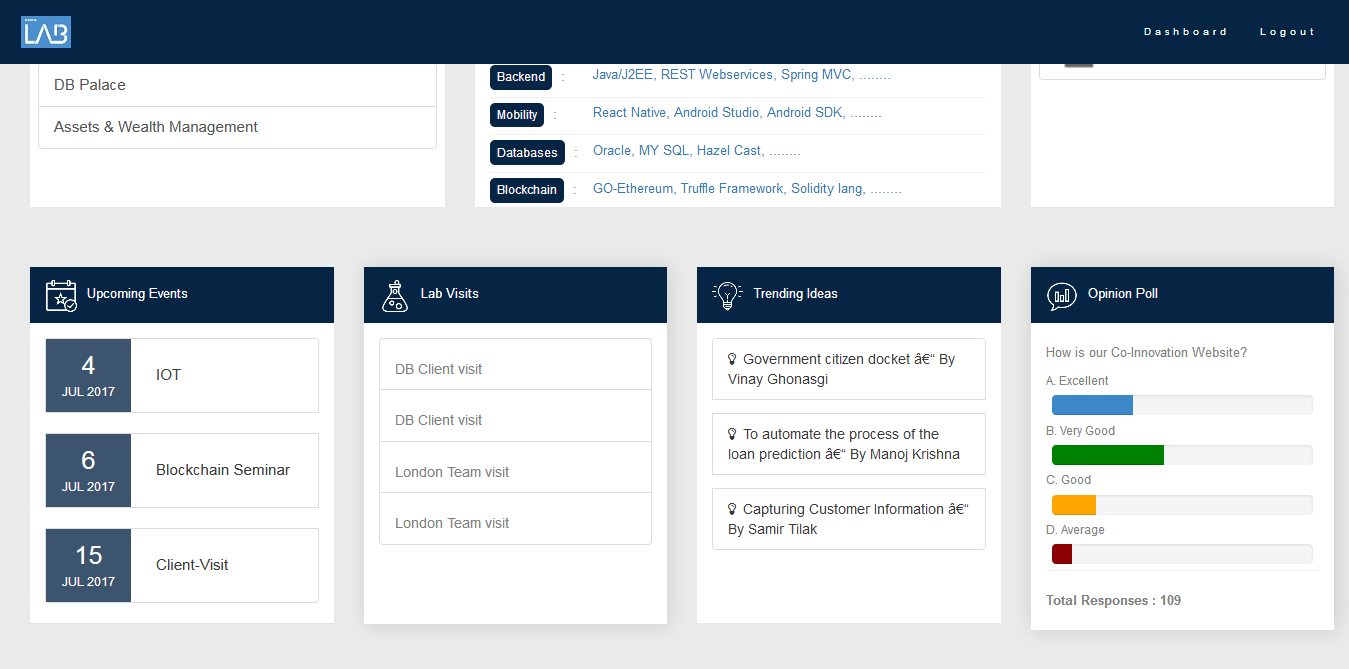 LAB
Dashboard Logout
DB Palace
Assets & Wealth Management
Backend : Java/J2EE, REST Webservices, Spring MVC, ........
Mobility : React Native, Android Studio, Android SDK, ........
Databases : Oracle, MY SQL, Hazel Cast, ........
Blockchain : GO-Ethereum, Truffle Framework, Solidity lang, ........
Upcoming Events
4
JUL 2017
IOT
6
JUL 2017
Blockchain Seminar
15
JUL 2017
Client-Visit
Lab Visits
DB Client visit
DB Client visit
London Team visit
London Team visit
Trending Ideas
Government citizen docket â€“ By
Vinay Ghonasgi
To automate the process of the
loan prediction â€“ By Manoj Krishna
Capturing Customer Information â€“
By Samir Tilak
Opinion Poll
How is our Co-Innovation Website?
A. Excellent
B. Very Good
C. Good
D. Average
Total Responses : 109